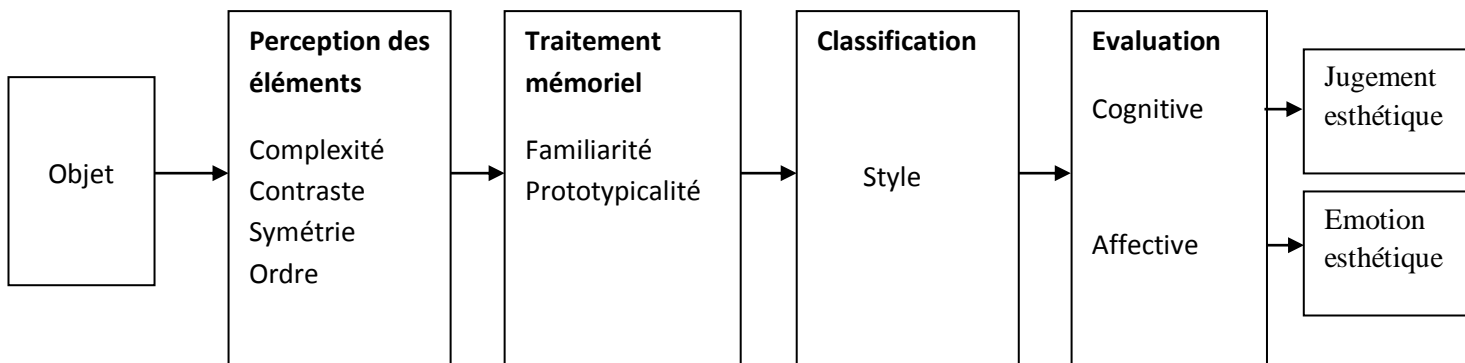 Objet
Perception des
éléments
Complexité
Contraste
Symétrie
Ordre
Traitement
mémoriel
Familiarité
Prototypicalité
Classification
Style
Evaluation
Cognitive
Affective
Jugement
esthétique
Emotion
esthétique